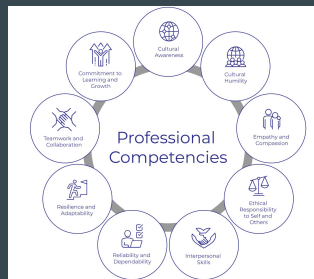 Cultural
Awareness
Cultural
Humility
Empathy and
Compassion
Ethical
Responsibility
to Self and
Others
Interpersonal
Skills
Reliability and
Dependability
Resilience and
Adaptability
Teamwork and
Collaboration
Commitment to
Learning and
Growth
Professional
Competencies